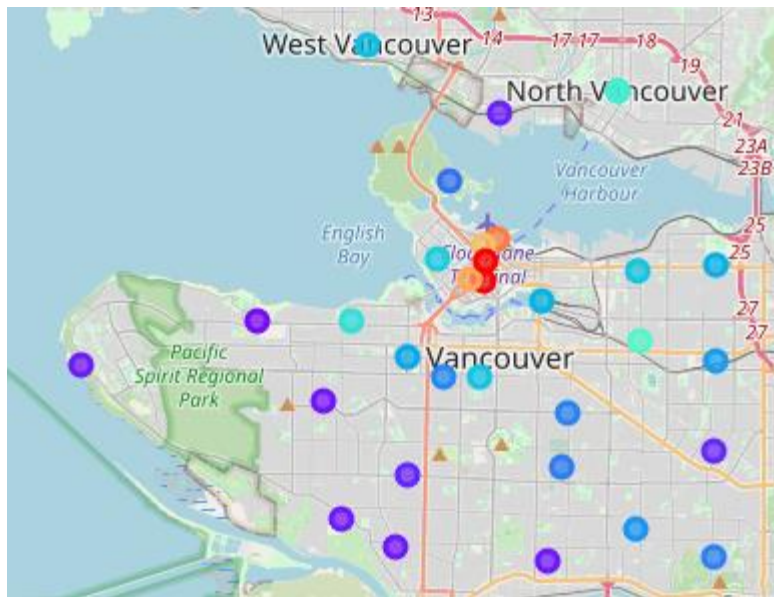 13
West Vancouver
14
17
17
18
19
North Vancouver
21
23A
23B
Vancouver
Harbour
English
Bay
25
25
27
27
Pacific
Spirit Regional
Park
Vancouver